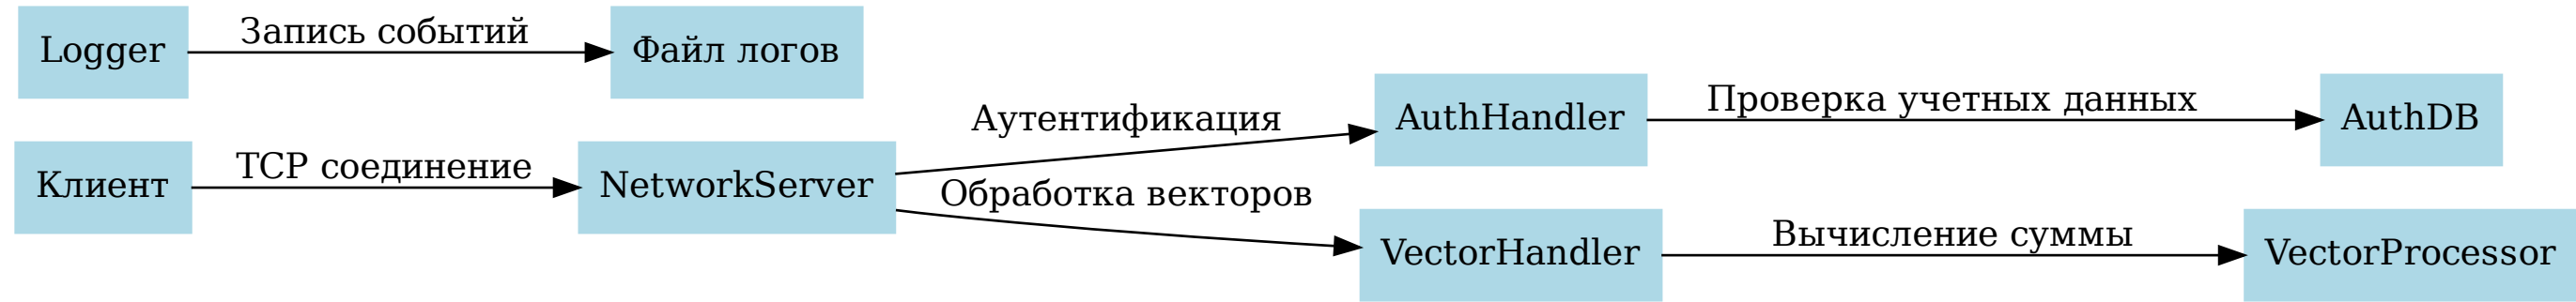 Logger
Запись событий
Файл логов
Клиент
TCP соединение
NetworkServer
Аутентификация
AuthHandler
Проверка учетных данных
AuthDB
Обработка векторов
VectorHandler
Вычисление суммы
VectorProcessor